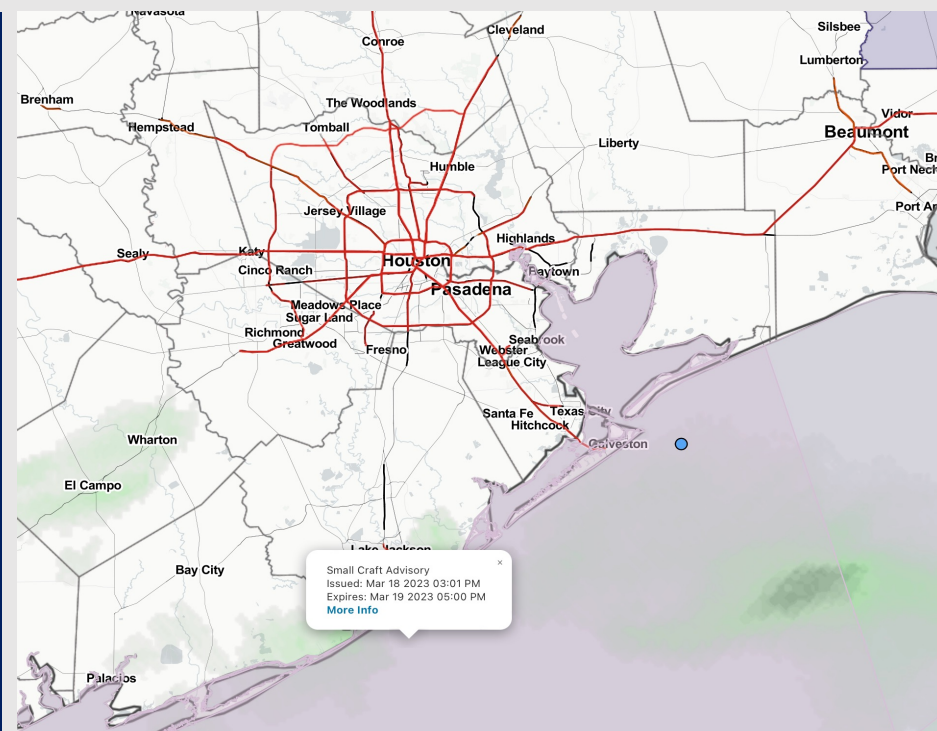 Navasota
Cleveland
Silsbee
Conroe
Lumberton
Brenham
The Woodlands
Vidor
Hempstead
Tomball
Beaumont
Liberty
Humble
Port Nech
Port Ar
Jersey Village
Highlands
Sealy
Katy
Houston
Cinco Ranch
Baytown
Pasadena
Meadows Place
Sugar Land
Richmond
Greatwood
Seabrook
Fresno
Webster
League City
Santa Fe
Texas City
Hitchcock
Galveston
Wharton
El Campo
Lake Jackson
×
Small Craft Advisory
Issued: Mar 18 2023 03:01 PM
Expires: Mar 19 2023 05:00 PM
More Info
Bay City
Palacios